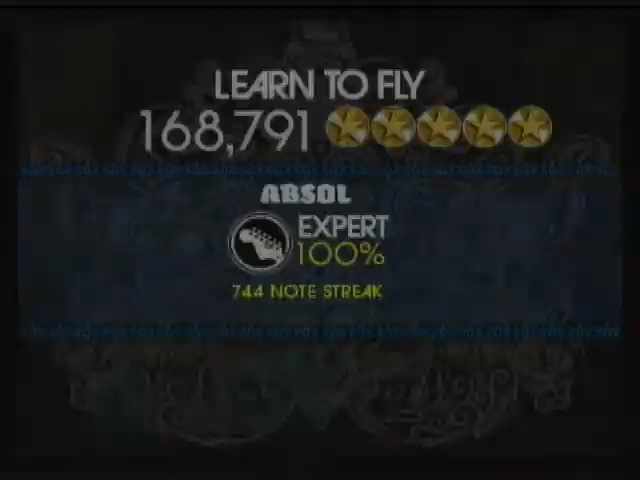 LEARN TO FLY
168,791
ABSOL
EXPERT
100%
744 NOTE STREAK